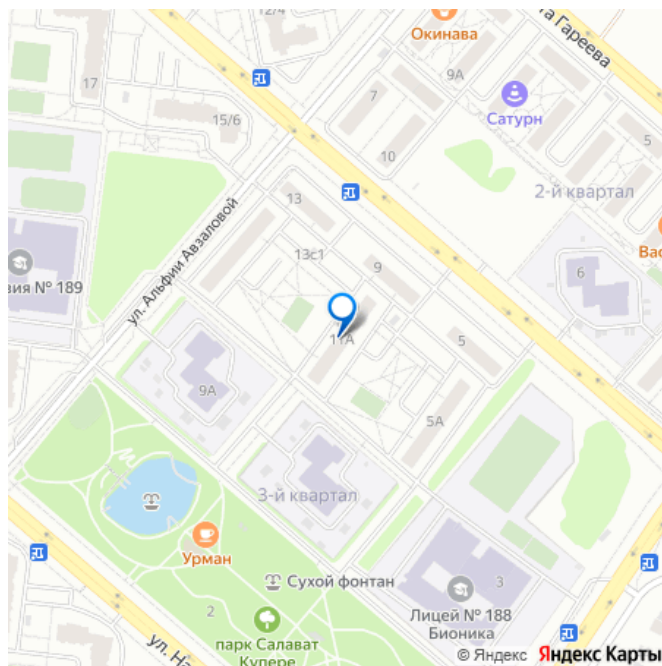 12/4
Окинава
та Гареева
17
9А
7
Сатурн
15/6
5
10
2-й квартал
13
ул. Альфии Авзаловой
13с1
9
Вас
6
зия № 189
11А
5
9А
5А
3-й квартал
Урман
Сухой фонтан
3
2
Лицей № 188
Бионика
парк Салават
Купере
ул. На
© Яндекс Яндекс Карты